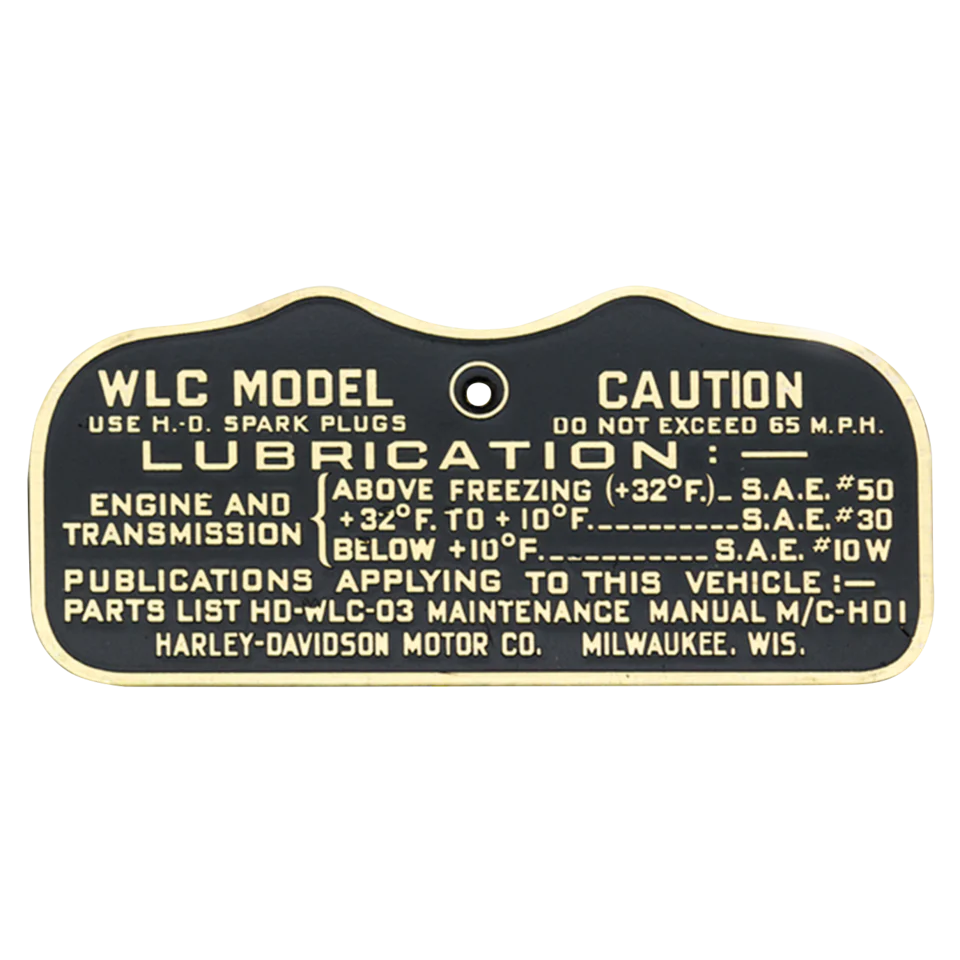 WLC MODEL CAUTION
USE H.-D. SPARK PLUGS DO NOT EXCEED 65 M.P.H.
LUBRICATION : —
ENGINE AND TRANSMISSION
ABOVE FREEZING (+32°F.)_ S.A.E. #50
+32°F. TO +10°F.__________S.A.E. #30
BELOW +10°F.___________S.A.E. #10W
PUBLICATIONS APPLYING TO THIS VEHICLE :—
PARTS LIST HD-WLC-03 MAINTENANCE MANUAL M/C-HD1
HARLEY-DAVIDSON MOTOR CO. MILWAUKEE. WIS.